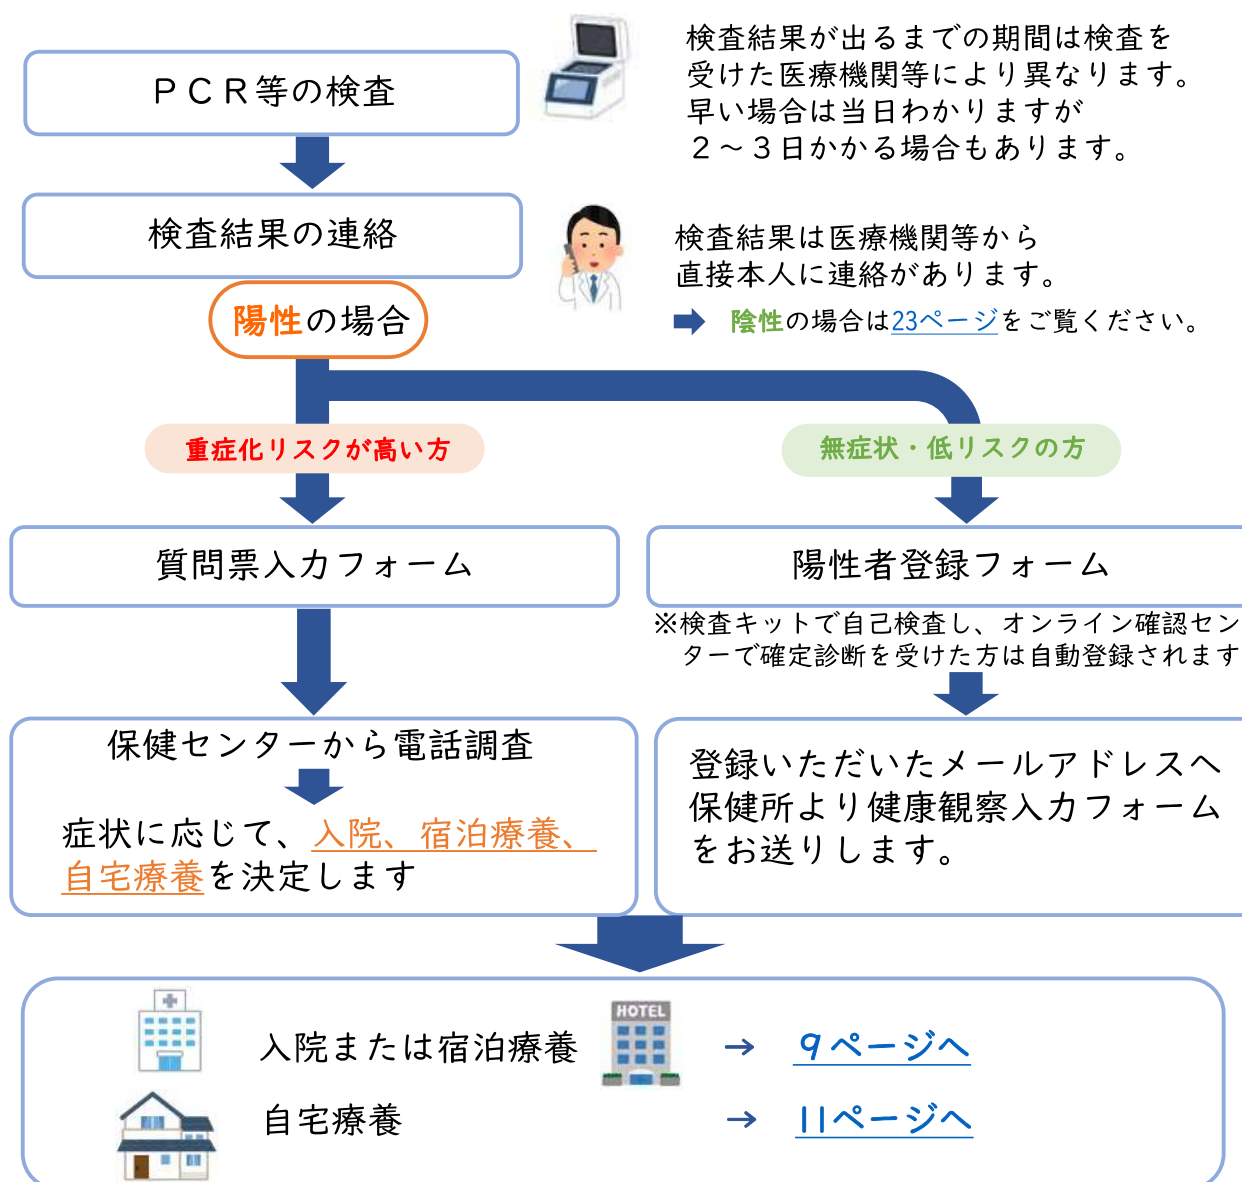 PCR等の検査
検査結果が出るまでの期間は検査を
受けた医療機関等により異なります。
早い場合は当日わかりますが
2～3日かかる場合もあります。
検査結果の連絡
検査結果は医療機関等から
直接本人に連絡があります。
陰性の場合は23ページをご覧ください。
陽性の場合
重症化リスクが高い方
無症状・低リスクの方
質問票入力フォーム
陽性者登録フォーム
※検査キットで自己検査し、オンライン確認セン
ターで確定診断を受けた方は自動登録されます
保健センターから電話調査
症状に応じて、入院、宿泊療養、
自宅療養を決定します
登録いただいたメールアドレスへ
保健所より健康観察入力フォーム
をお送りします。
入院または宿泊療養 HOTEL → 9ページへ
自宅療養 → 11ページへ